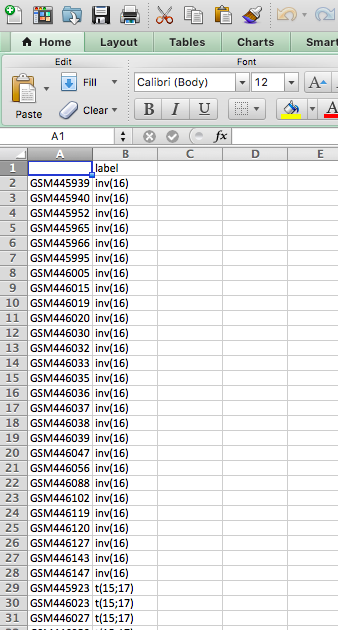 Home Layout Tables Charts Smar
Edit Font
Paste Fill Clear Calibri (Body) 12 A A
B I U A
A1 fx
A B C D E
1 label
2 GSM445939 inv(16)
3 GSM445940 inv(16)
4 GSM445952 inv(16)
5 GSM445965 inv(16)
6 GSM445966 inv(16)
7 GSM445995 inv(16)
8 GSM446005 inv(16)
9 GSM446015 inv(16)
10 GSM446019 inv(16)
11 GSM446020 inv(16)
12 GSM446030 inv(16)
13 GSM446032 inv(16)
14 GSM446033 inv(16)
15 GSM446035 inv(16)
16 GSM446036 inv(16)
17 GSM446037 inv(16)
18 GSM446038 inv(16)
19 GSM446039 inv(16)
20 GSM446047 inv(16)
21 GSM446056 inv(16)
22 GSM446088 inv(16)
23 GSM446102 inv(16)
24 GSM446119 inv(16)
25 GSM446120 inv(16)
26 GSM446127 inv(16)
27 GSM446143 inv(16)
28 GSM446147 inv(16)
29 GSM445923 t(15;17)
30 GSM446023 t(15;17)
31 GSM446027 t(15;17)